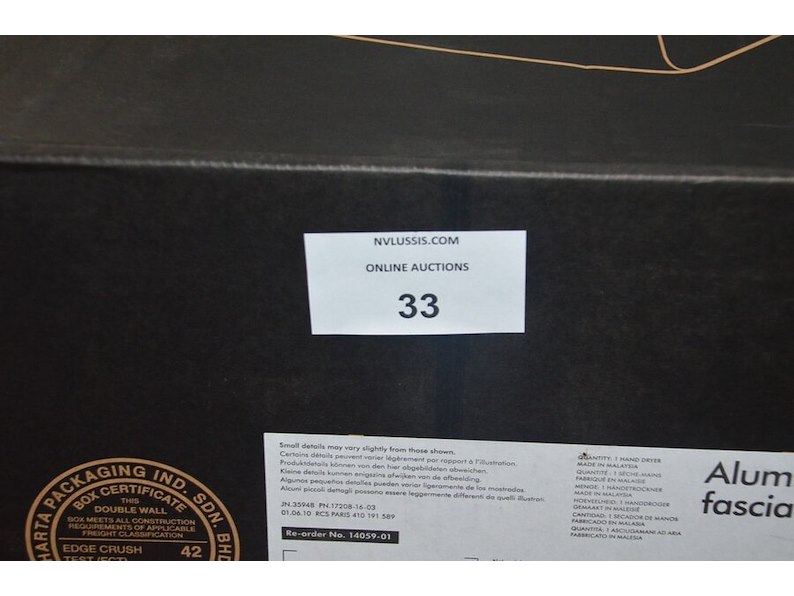 NVLUSSIS.COM
ONLINE AUCTIONS
33
Small details may vary slightly from those shown.
Certains détails peuvent varier légèrement par rapport à l'illustration.
Produktdetails können von den hier abgebildeten abweichen.
Kleine details kunnen enigszins afwijken van de afbeelding.
Algunos pequeños detalles pueden variar ligeramente de los mostrados.
Alcuni piccoli dettagli possono essere leggermente differenti da quelli illustrati.
JN.35948 PN.17208-16-03
01.06.10 RCS PARIS 410 191 589
Re-order No. 14059-01
QUANTITY: 1 HAND DRYER
MADE IN MALAYSIA
QUANTITÉ : 1 SÈCHE-MAINS
FABRIQUÉ EN MALAISIE
MENGE: 1 HÄNDETROCKNER
MADE IN MALAYSIA
HOEVEELHEID: 1 HANDDROGER
GEMAAKT IN MALEISIË
CANTIDAD: 1 SECADOR DE MANOS
FABRICADO EN MALASIA
QUANTITÀ: 1 ASCIUGAMANI AD ARIA
FABBRICATO IN MALESIA
Alum
fascia
HARTA PACKAGING IND. SDN. BHD
BOX CERTIFICATE
THIS
DOUBLE WALL
BOX MEETS ALL CONSTRUCTION
REQUIREMENTS OF APPLICABLE
FREIGHT CLASSIFICATION
EDGE CRUSH 42
TEST (ECT)